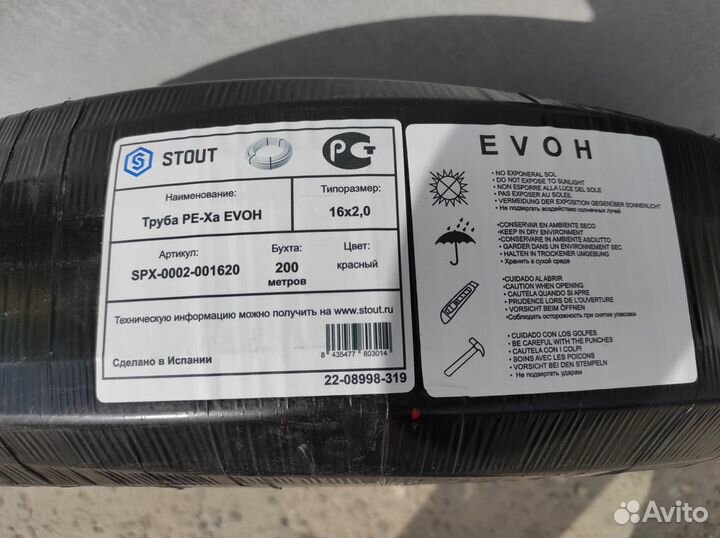 STOUT
РСТ
Наименование:
Труба PE-Xa EVOH
Типоразмер:
16x2,0
Артикул:
SPX-0002-001620
Бухта:
200
метров
Цвет:
красный
Техническую информацию можно получить на www.stout.ru
Сделано в Испании
8 435477 803014
22-08998-319
EVOH
• NO EXPONERAL SOL
• DO NOT EXPOSE TO SUNLIGHT
• NON ESPORRE ALLA LUCE DEL SOLE
• PAS EXPOSER AU SOLEIL
• VERMEIDUNG DER EXPOSITION GEGENÜBER SONNENLICHT
• Не подвергать воздействию солнечных лучей
•CONSERVAR EN AMBIENTE SECO
•KEEP IN DRY ENVIRONMENT
• CONSERVARE IN AMBIENTE ASCIUTTO
• GARDER DANS UN ENVIRONNEMENT SEC
• HALTEN IN TROCKENER UMGEBUNG
• Хранить в сухой среде
•CUIDADO AL ABRIR
•CAUTION WHEN OPENING
• CAUTELA QUANDO SI APRE
• PRUDENCE LORS DE L'OUVERTURE
• VORSICHT BEIM ÖFFNEN
•Соблюдать осторожность при снятии упаковки
• CUIDADO CON LOS GOLPES
• BE CAREFUL WITH THE PUNCHES
• CAUTELA CON I COLPI
• SOINS AVEC LES POICONS
• VORSICHT BEI DEN STEMPELN
• Не подвергать ударам
Avito